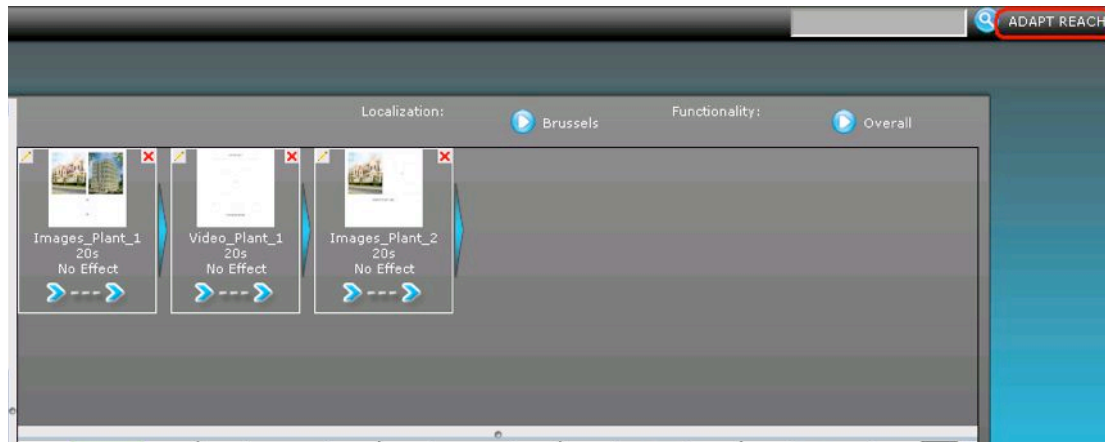 ADAPT REACH
Localization:
Brussels
Functionality:
Overall
Images_Plant_1
20s
No Effect
Video_Plant_1
20s
No Effect
Images_Plant_2
20s
No Effect